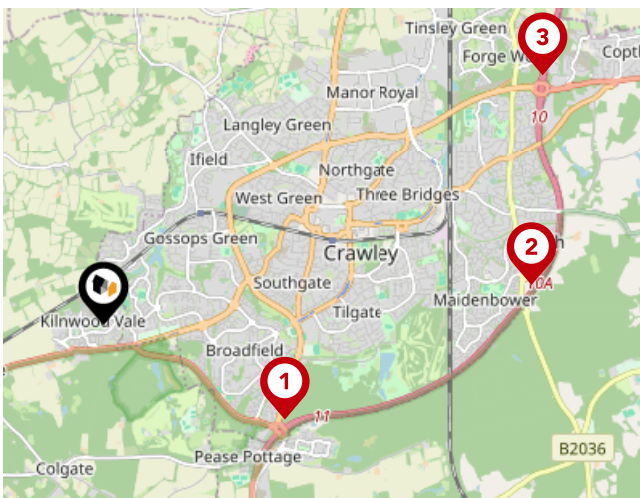 Tinsley Green
3
Forge W
Copt
Manor Royal
10
Langley Green
Ifield
Northgate
West Green
Three Bridges
Gossops Green
2
h
Crawley
Southgate
10A
Maidenbower
Kilnwood Vale
Tilgate
Broadfield
1
11
B2036
Pease Pottage
Colgate